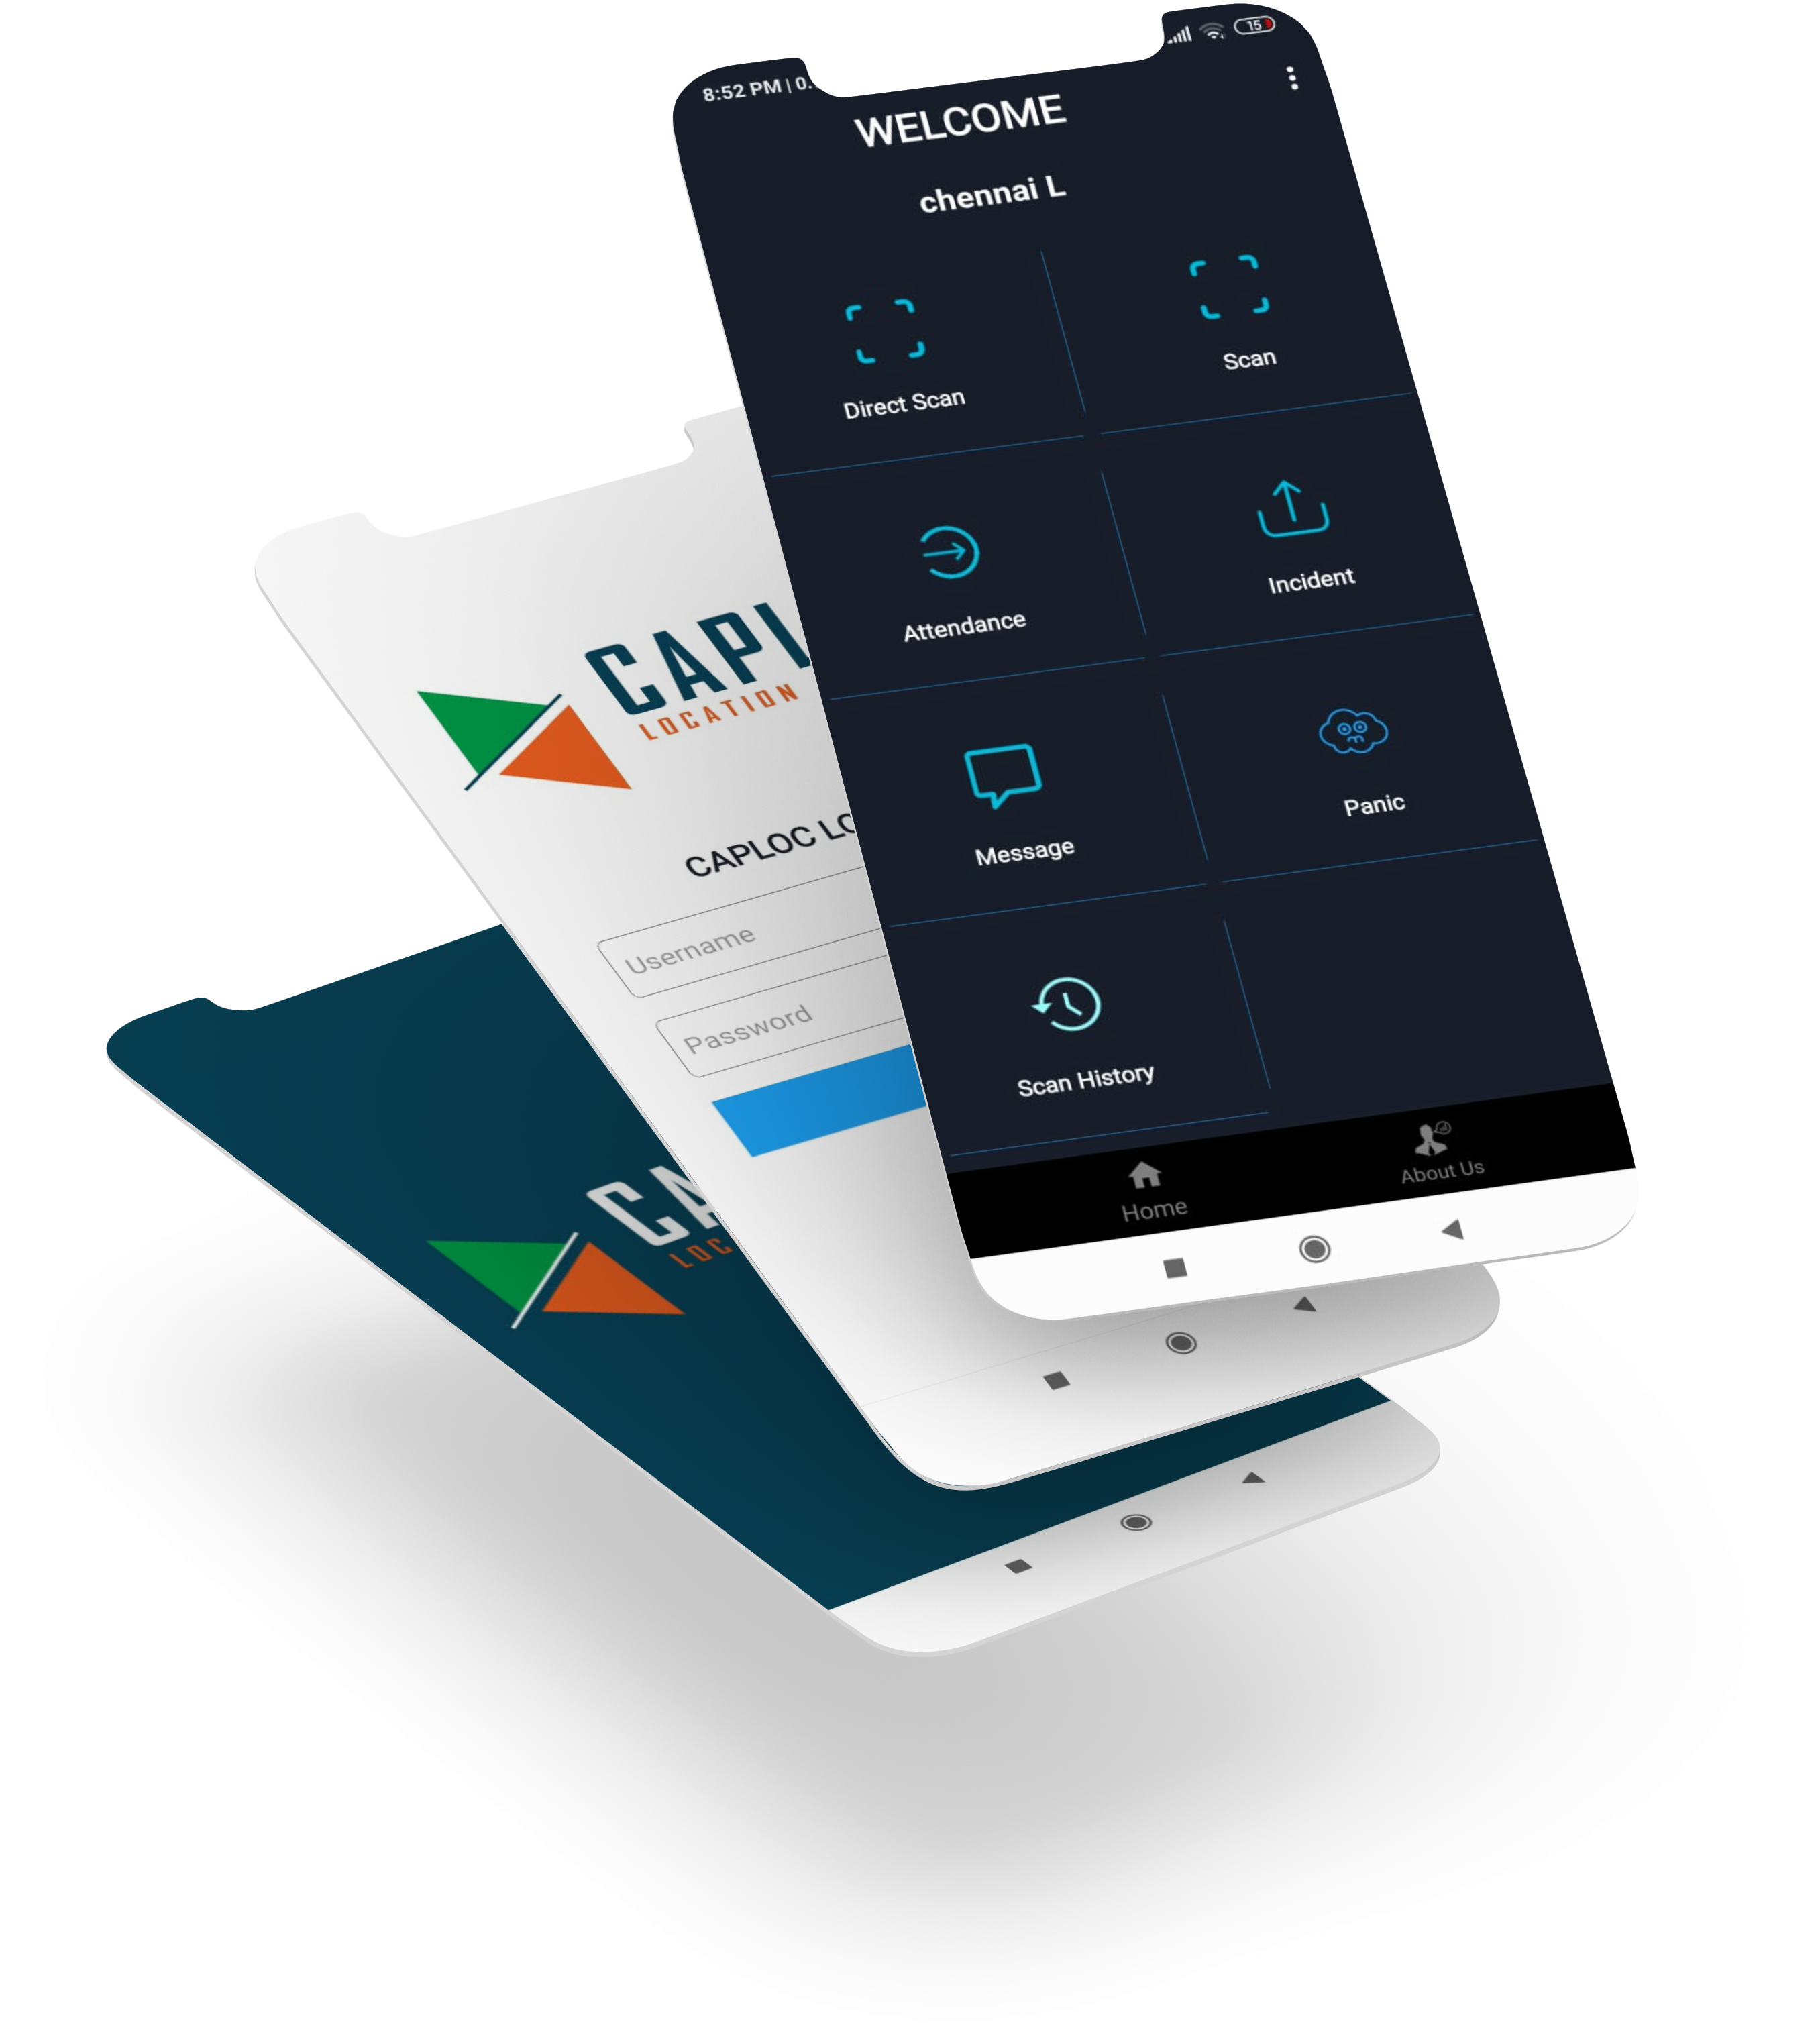 8:52 PM | 0.
15
WELCOME
chennai L
Direct Scan
Scan
Attendance
Incident
Message
Panic
Scan History
Home
About Us
CAPL
LOCATION
CAPLOC LO
Username
Password
CA
LOC